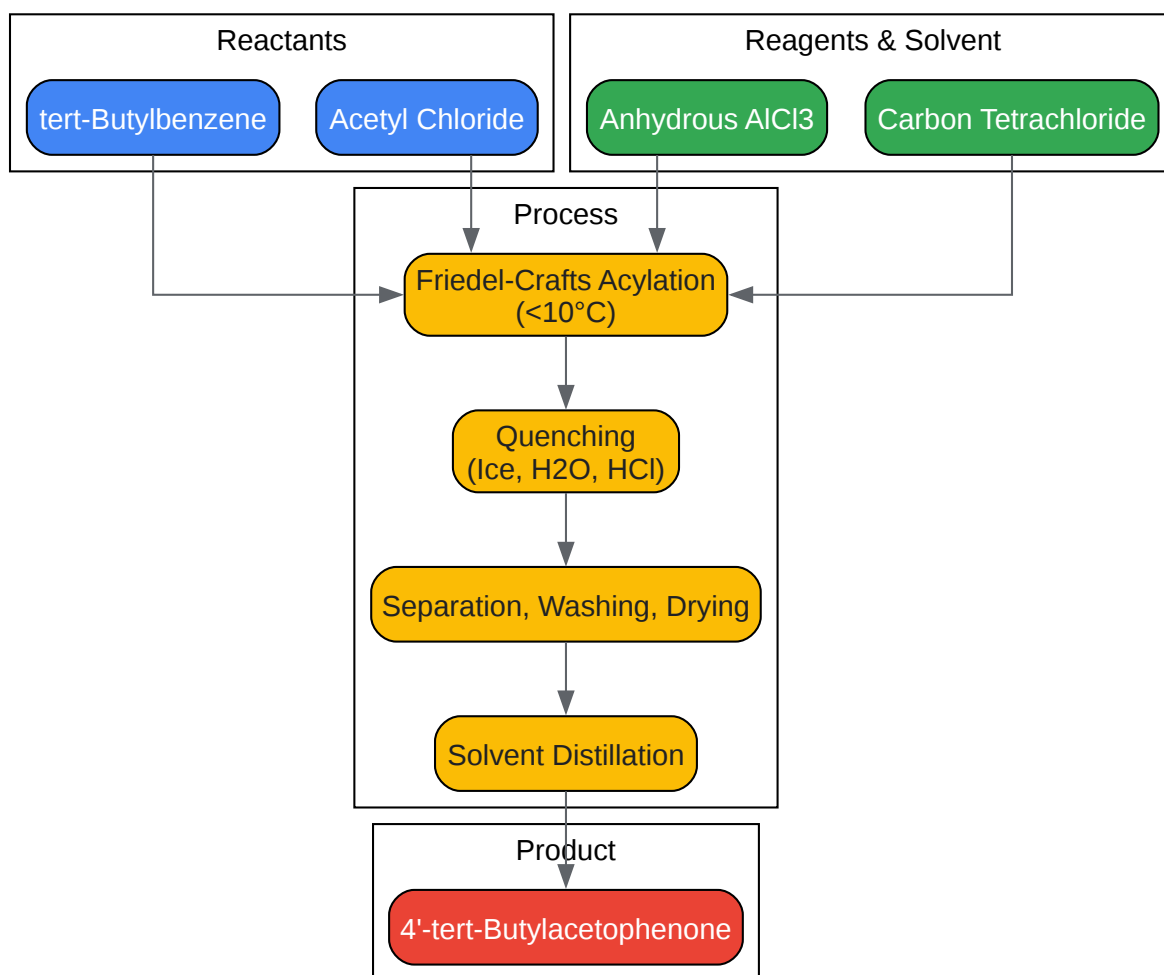 Reactants
Reagents & Solvent
tert-Butylbenzene
Acetyl Chloride
Anhydrous AlCl3
Carbon Tetrachloride
Process
Friedel-Crafts Acylation
(<10°C)
Quenching
(Ice, H2O, HCl)
Separation, Washing, Drying
Solvent Distillation
Product
4'-tert-Butylacetophenone